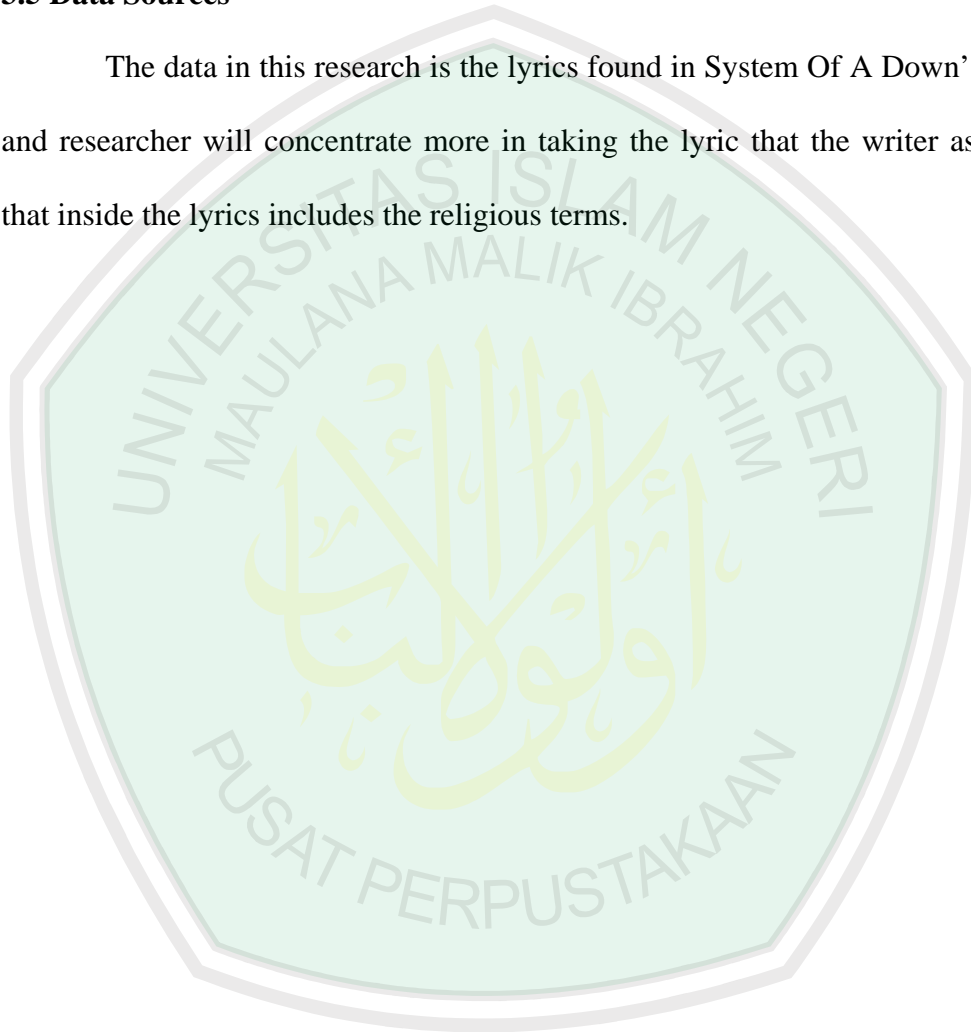 Data Sources
The data in this research is the lyrics found in System Of A Down’
and researcher will concentrate more in taking the lyric that the writer as
that inside the lyrics includes the religious terms.
UNIVERSITAS ISLAM NEGERI
MAULANA MALIK IBRAHIM
أولوا الألباب
PUSAT PERPUSTAKAAN